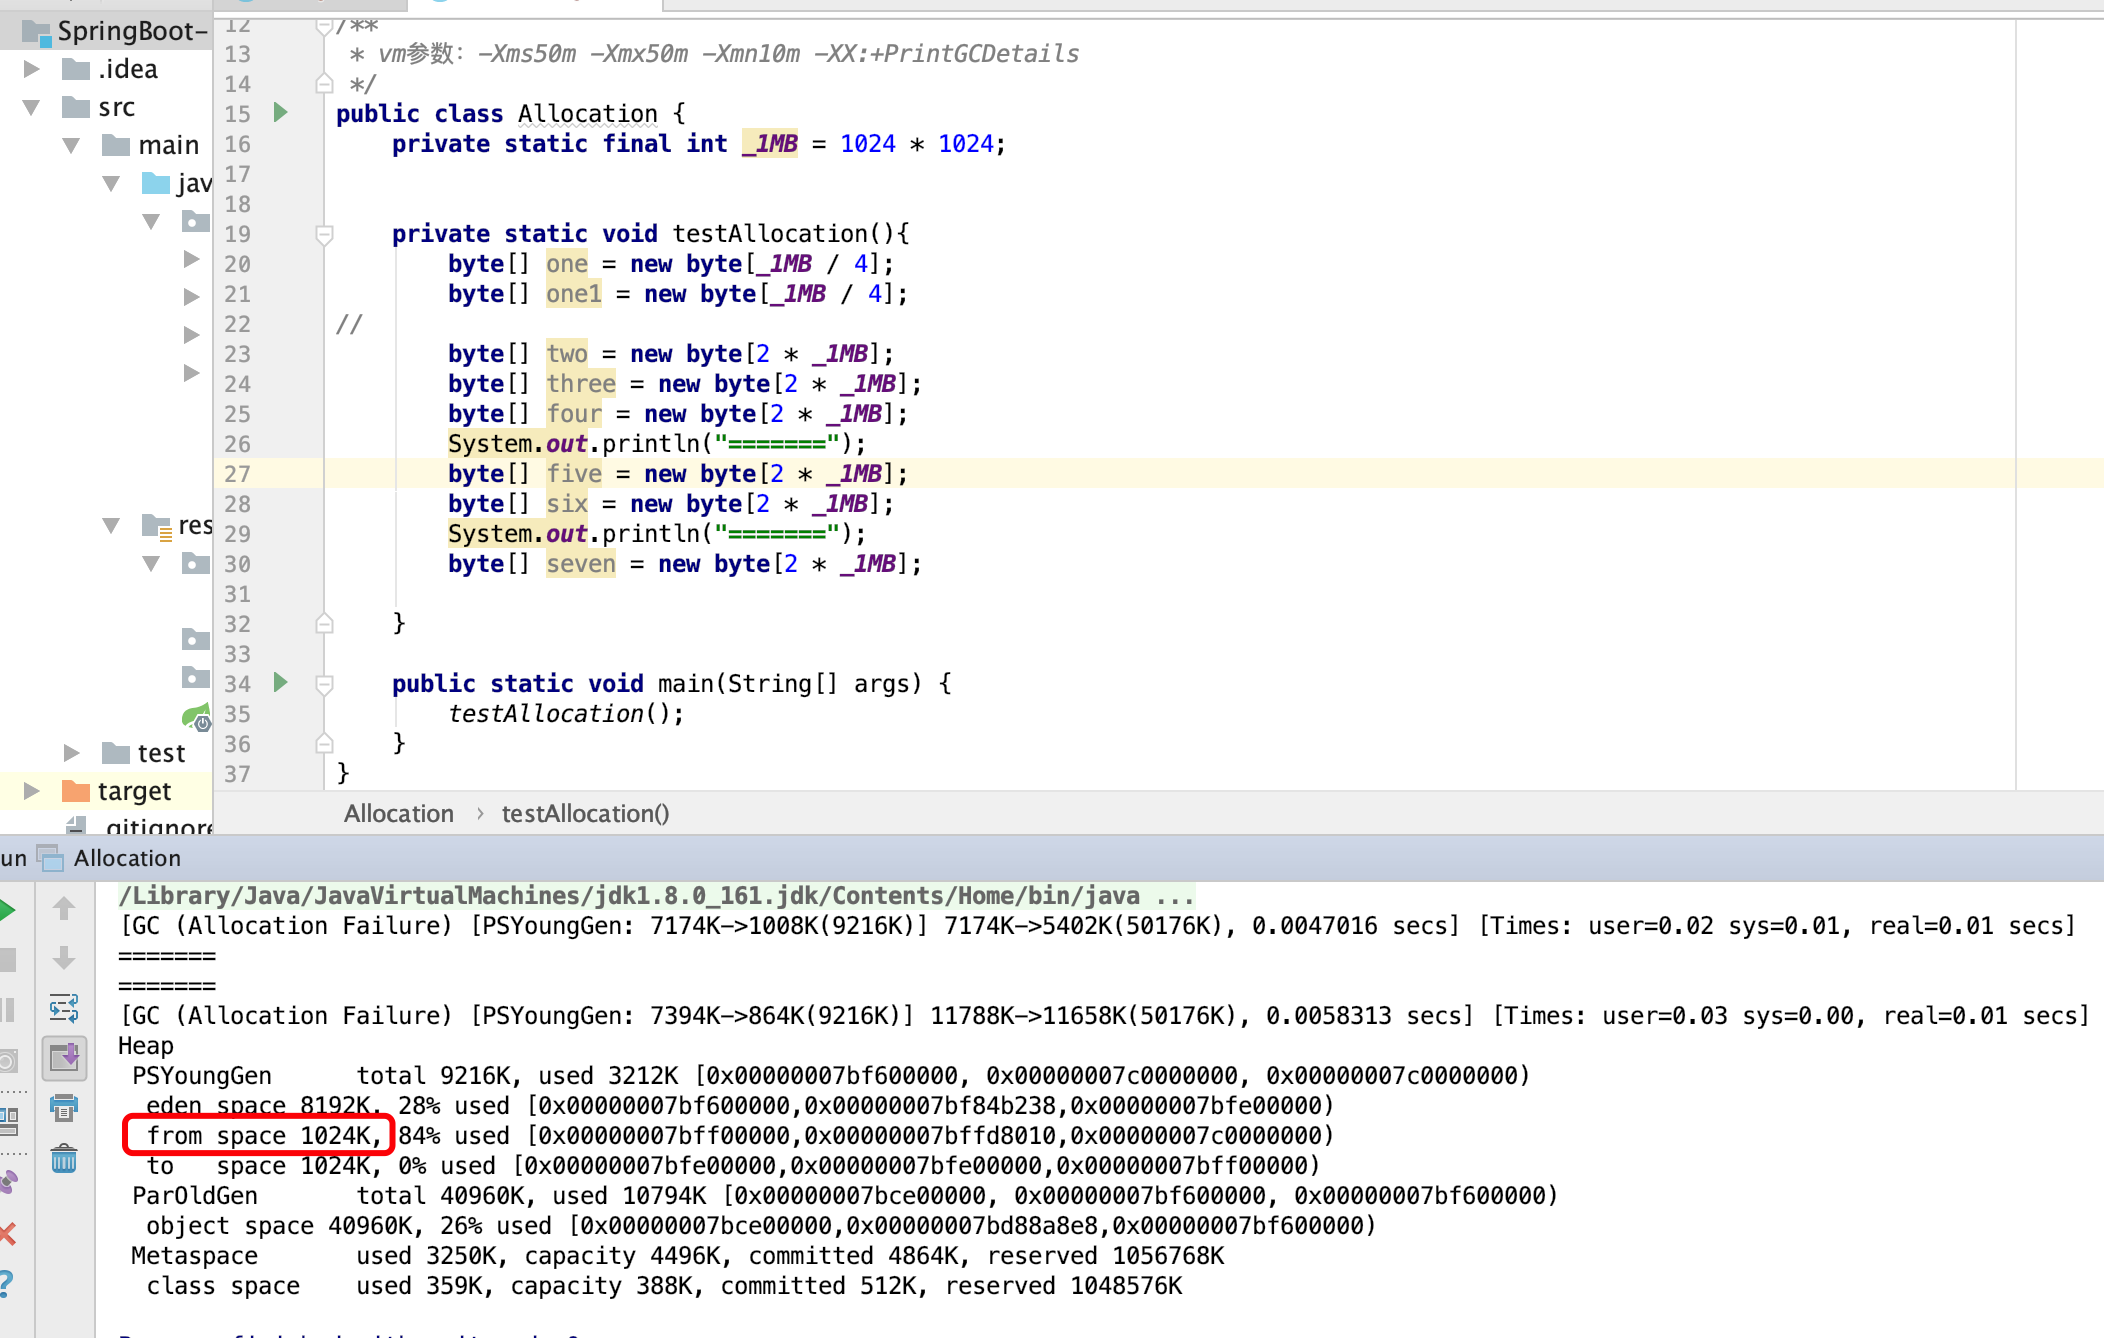 SpringBoot-
.idea
src
main
jav
res
test
target
.gitignore
12 /**
13 * vm参数: -Xms50m -Xmx50m -Xmn10m -XX:+PrintGCDetails
14 */
15 public class Allocation {
16 private static final int _1MB = 1024 * 1024;
17
18
19 private static void testAllocation(){
20 byte[] one = new byte[_1MB / 4];
21 byte[] one1 = new byte[_1MB / 4];
22 //
23 byte[] two = new byte[2 * _1MB];
24 byte[] three = new byte[2 * _1MB];
25 byte[] four = new byte[2 * _1MB];
26 System.out.println("=======");
27 byte[] five = new byte[2 * _1MB];
28 byte[] six = new byte[2 * _1MB];
29 System.out.println("=======");
30 byte[] seven = new byte[2 * _1MB];
31
32 }
33
34 public static void main(String[] args) {
35 testAllocation();
36 }
37 }
Allocation › testAllocation()
un Allocation
/Library/Java/JavaVirtualMachines/jdk1.8.0_161.jdk/Contents/Home/bin/java ...
[GC (Allocation Failure) [PSYoungGen: 7174K->1008K(9216K)] 7174K->5402K(50176K), 0.0047016 secs] [Times: user=0.02 sys=0.01, real=0.01 secs]
=======
=======
[GC (Allocation Failure) [PSYoungGen: 7394K->864K(9216K)] 11788K->11658K(50176K), 0.0058313 secs] [Times: user=0.03 sys=0.00, real=0.01 secs]
Heap
PSYoungGen total 9216K, used 3212K [0x00000007bf600000, 0x00000007c0000000, 0x00000007c0000000)
eden space 8192K, 28% used [0x00000007bf600000,0x00000007bf84b238,0x00000007bfe00000)
from space 1024K, 84% used [0x00000007bff00000,0x00000007bffd8010,0x00000007c0000000)
to space 1024K, 0% used [0x00000007bfe00000,0x00000007bfe00000,0x00000007bff00000)
ParOldGen total 40960K, used 10794K [0x00000007bce00000, 0x00000007bf600000, 0x00000007bf600000)
object space 40960K, 26% used [0x00000007bce00000,0x00000007bd88a8e8,0x00000007bf600000)
Metaspace used 3250K, capacity 4496K, committed 4864K, reserved 1056768K
class space used 359K, capacity 388K, committed 512K, reserved 1048576K